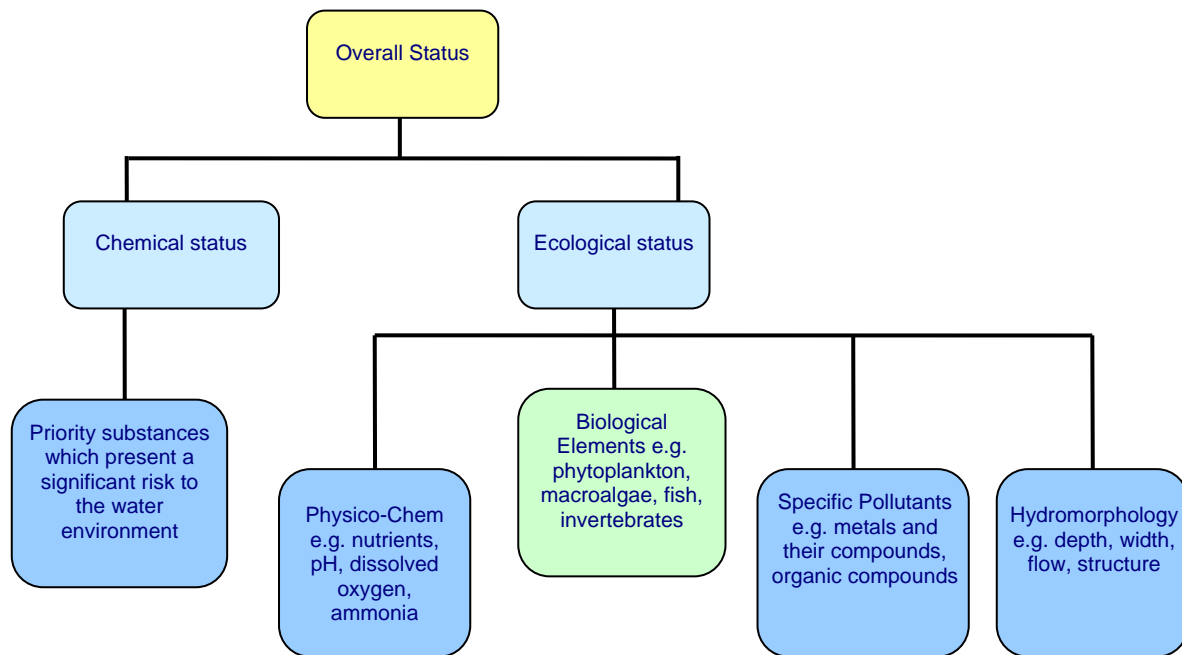 Overall Status
Chemical status
Ecological status
Priority substances
which present a
significant risk to
the water
environment
Physico-Chem
e.g. nutrients,
pH, dissolved
oxygen,
ammonia
Biological
Elements e.g.
phytoplankton,
macroalgae, fish,
invertebrates
Specific Pollutants
e.g. metals and
their compounds,
organic compounds
Hydromorphology
e.g. depth, width,
flow, structure